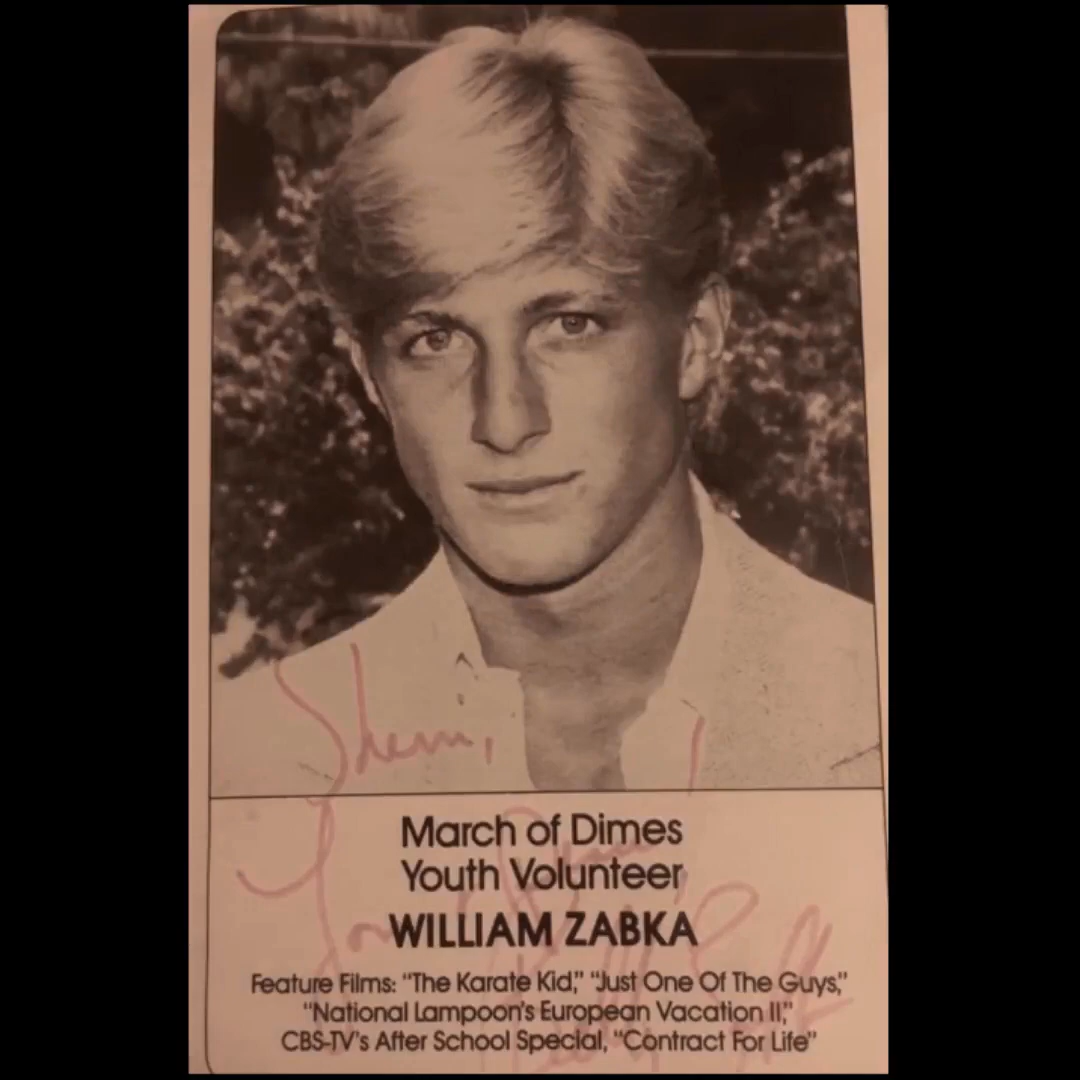 Sherri,
March of Dimes
Youth Volunteer
WILLIAM ZABKA
Feature Films: “The Karate Kid,” “Just One Of The Guys,”
“National Lampoon’s European Vacation II,”
CBS-TV’s After School Special, “Contract For Life”